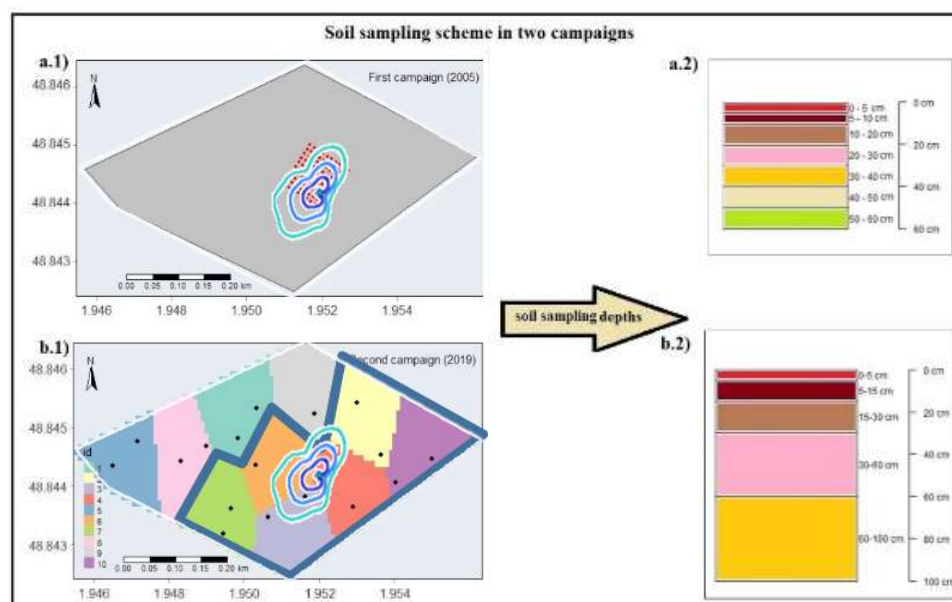 Soil sampling scheme in two campaigns
a.1)
N
First campaign (2005)
48.846
48.845
48.844
48.843
0.00 0.05 0.10 0.15 0.20 km
1.946 1.948 1.950 1.952 1.954
a.2)
0 - 5 cm
5 - 10 cm
10 - 20 cm
20 - 30 cm
30 - 40 cm
40 - 50 cm
50 - 60 cm
0 cm
20 cm
40 cm
60 cm
soil sampling depths
b.1)
N
Second campaign (2019)
48.846
48.845
48.844
48.843
id
1
3
4
5
6
7
8
9
10
0.00 0.05 0.10 0.15 0.20 km
1.946 1.948 1.950 1.952 1.954
b.2)
0-5 cm
5-15 cm
15-30 cm
30-60 cm
60-100 cm
0 cm
20 cm
40 cm
60 cm
80 cm
100 cm